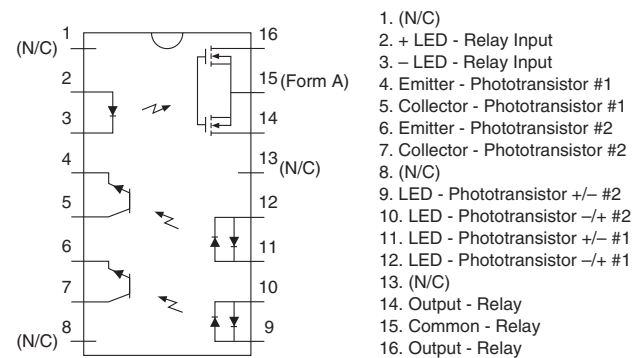 1
(N/C)
2
3
4
5
6
7
8
(N/C)
16
15 (Form A)
14
13
(N/C)
12
11
10
9
1. (N/C)
2. + LED - Relay Input
3. – LED - Relay Input
4. Emitter - Phototransistor #1
5. Collector - Phototransistor #1
6. Emitter - Phototransistor #2
7. Collector - Phototransistor #2
8. (N/C)
9. LED - Phototransistor +/– #2
10. LED - Phototransistor –/+ #2
11. LED - Phototransistor +/– #1
12. LED - Phototransistor –/+ #1
13. (N/C)
14. Output - Relay
15. Common - Relay
16. Output - Relay